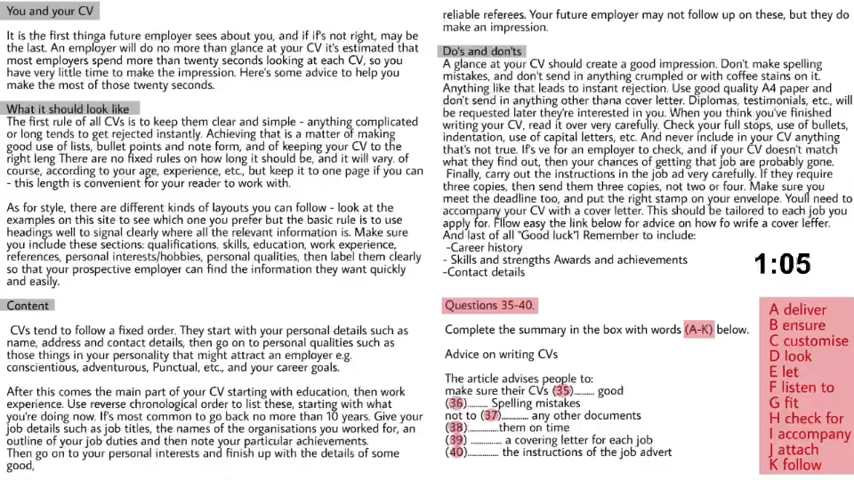 You and your CV
It is the first thinga future employer sees about you, and if if's not right, may be
the last. An employer will do no more than glance at your CV it's estimated that
most employers spend more than twenty seconds looking at each CV, so you
have very little time to make the impression. Here's some advice to help you
make the most of those twenty seconds.
What it should look like
The first rule of all CVs is to keep them clear and simple - anything complicated
or long tends to get rejected instantly. Achieving that is a matter of making
good use of lists, bullet points and note form, and of keeping your CV to the
right leng There are no fixed rules on how long it should be, and it will vary. of
course, according to your age, experience, etc., but keep it to one page if you can
- this length is convenient for your reader to work with.
As for style, there are different kinds of layouts you can follow - look at the
examples on this site to see which one you prefer but the basic rule is to use
headings well to signal clearly where all the relevant information is. Make sure
you include these sections: qualifications, skills, education, work experience,
references, personal interests/hobbies, personal qualities, then label them clearly
so that your prospective employer can find the information they want quickly
and easily.
Content
CVs tend to follow a fixed order. They start with your personal details such as
name, address and contact details, then go on to personal qualities such as
those things in your personality that might attract an employer e.g.
conscientious, adventurous, Punctual, etc., and your career goals.
After this comes the main part of your CV starting with education, then work
experience. Use reverse chronological order to list these, starting with what
you're doing now. If's most common to go back no more than 10 years. Give your
job details such as job titles, the names of the organisations you worked for, an
outline of your job duties and then note your particular achievements.
Then go on to your personal interests and finish up with the details of some
good,
reliable referees. Your future employer may not follow up on these, but they do
make an impression.
Do's and don'ts
A glance at your CV should create a good impression. Don't make spelling
mistakes, and don't send in anything crumpled or with coffee stains on it.
Anything like that leads to instant rejection. Use good quality A4 paper and
don't send in anything other thana cover letter. Diplomas, testimonials, etc., will
be requested later they're interested in you. When you think you've finished
writing your CV, read it over very carefully. Check your full stops, use of bullets,
indentation, use of capital letters, etc. And never include in your CV anything
that's not true. If's ve for an employer to check, and if your CV doesn't match
what they find out, then your chances of getting that job are probably gone.
Finally, carry out the instructions in the job ad very carefully. If they require
three copies, then send them three copies, not two or four. Make sure you
meet the deadline too, and put the right stamp on your envelope. Youll need to
accompany your CV with a cover letter. This should be tailored to each job you
apply for. Fllow easy the link below for advice on how fo wrife a cover leffer.
And last of all "Good luck"! Remember to include:
-Career history
- Skills and strengths Awards and achievements
-Contact details
1:05
Questions 35-40.
Complete the summary in the box with words (A-K) below.
Advice on writing CVs
The article advises people to:
make sure their CVs (35)......... good
(36)......... Spelling mistakes
not to (37)............ any other documents
(38).............them on time
(39) ............. a covering letter for each job
(40)............. the instructions of the job advert
A deliver
B ensure
C customise
D look
E let
F listen to
G fit
H check for
I accompany
J attach
K follow